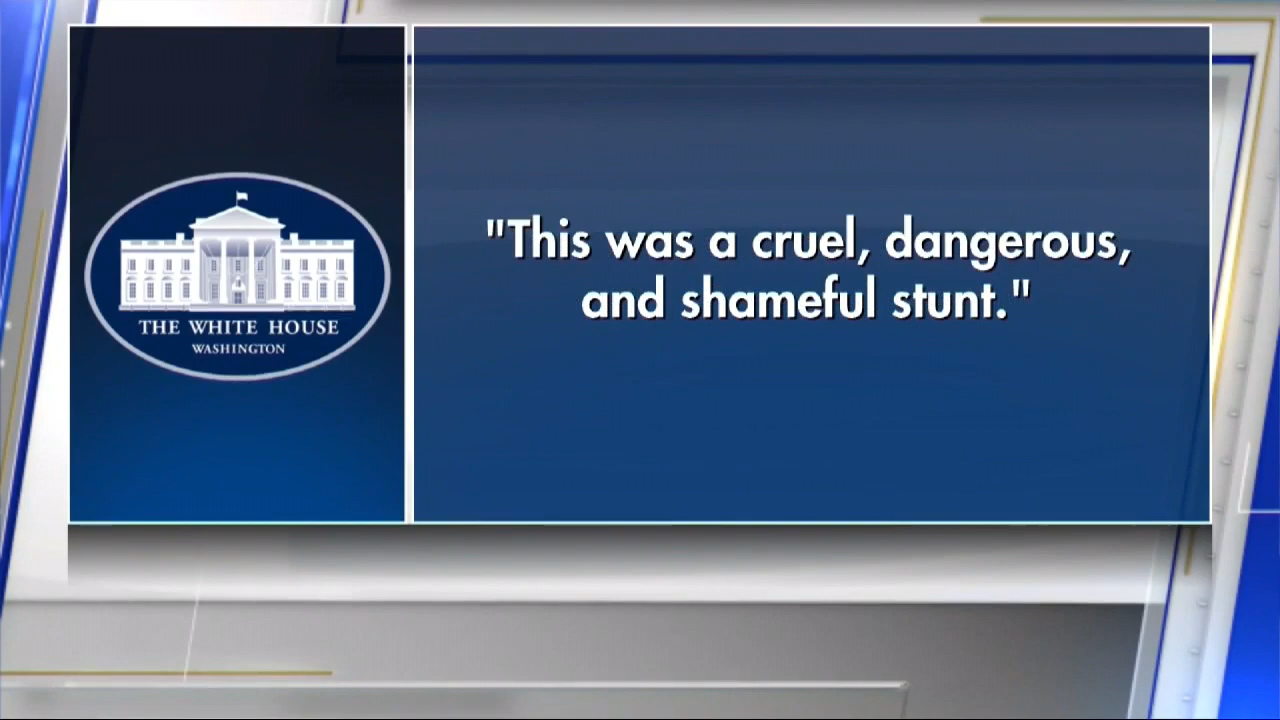 "This was a cruel, dangerous,
and shameful stunt."
THE WHITE HOUSE
WASHINGTON